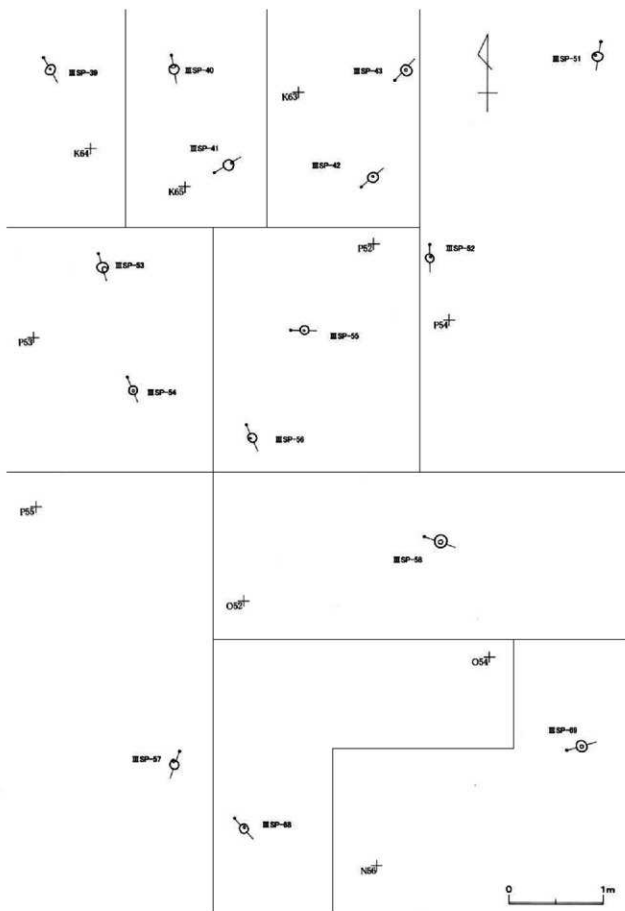 ⅢSP-39
ⅢSP-40
ⅢSP-43
ⅢSP-51
K63
K64
ⅢSP-41
K65
ⅢSP-42
P52
ⅢSP-52
ⅢSP-53
P54
P53
ⅢSP-55
ⅢSP-54
ⅢSP-56
P55
ⅢSP-58
O52
O54
ⅢSP-69
ⅢSP-57
ⅢSP-68
N56
0
1m